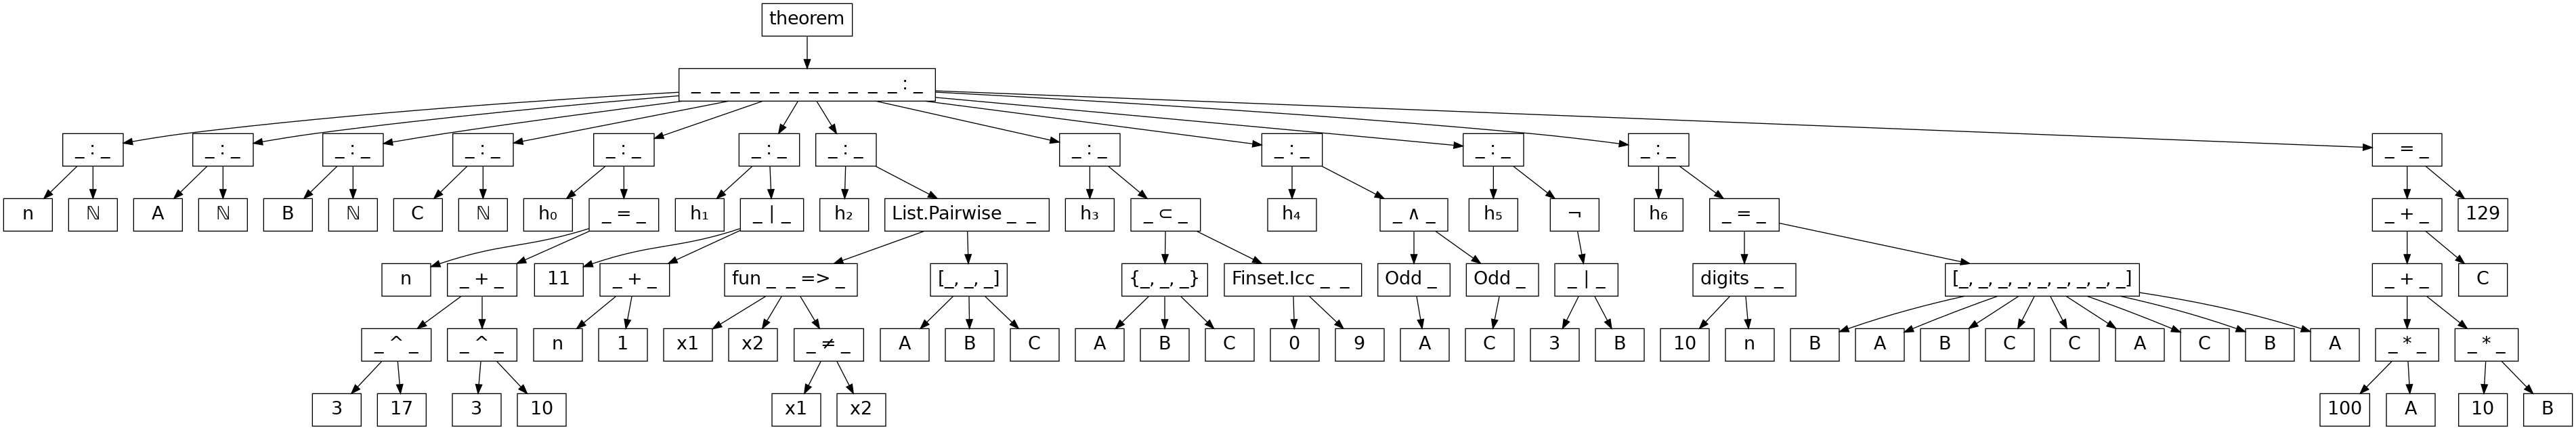 theorem
_ _ _ _ _ _ _ _ _ _ _ : _
_ : _ _ : _ _ : _ _ : _ _ : _ _ : _ _ : _ _ : _ _ : _ _ : _ _ : _ _ = _
n ℕ A ℕ B ℕ C ℕ h₀ _ = _ h₁ _ ∣ _ h₂ List.Pairwise _ _ h₃ _ ⊂ _ h₄ _ ∧ _ h₅ ¬ h₆ _ = _ _ + _ 129
n _ + _ 11 _ + _ fun _ _ => _ [_, _, _] {_, _, _} Finset.Icc _ _ Odd _ Odd _ _ ∣ _ digits _ _ [_, _, _, _, _, _, _, _, _] _ + _ C
_ ^ _ _ ^ _ n 1 x1 x2 _ ≠ _ A B C A B C 0 9 A C 3 B 10 n B A B C C A C B A _ * _ _ * _
3 17 3 10 x1 x2 100 A 10 B